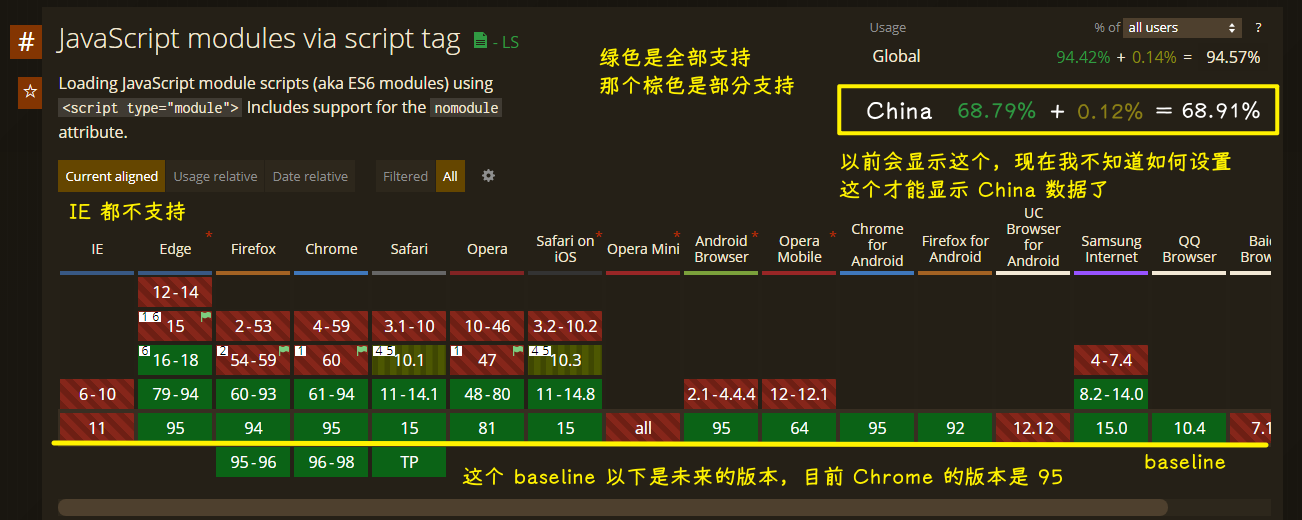 # JavaScript modules via script tag - LS
Usage % of all users ?
Global 94.42% + 0.14% = 94.57%
绿色是全部支持
那个棕色是部分支持
Loading JavaScript module scripts (aka ES6 modules) using
<script type="module"> Includes support for the nomodule
attribute.
China 68.79% + 0.12% = 68.91%
以前会显示这个，现在我不知道如何设置
这个才能显示 China 数据了
Current aligned Usage relative Date relative Filtered All
IE 都不支持
IE Edge * Firefox Chrome Safari Opera Safari on iOS * Opera Mini Android Browser * Opera Mobile * Chrome for Android Firefox for Android UC Browser for Android Samsung Internet QQ Browser Baid Brow
12-14
1 6 15 2-53 4-59 3.1-10 10-46 3.2-10.2
6 16-18 2 54-59 1 60 4 5 10.1 1 47 4 5 10.3 4-7.4
6-10 79-94 60-93 61-94 11-14.1 48-80 11-14.8 2.1-4.4.4 12-12.1 8.2-14.0
11 95 94 95 15 81 15 all 95 64 95 92 12.12 15.0 10.4 7.1
95-96 96-98 TP
baseline
这个 baseline 以下是未来的版本，目前 Chrome 的版本是 95